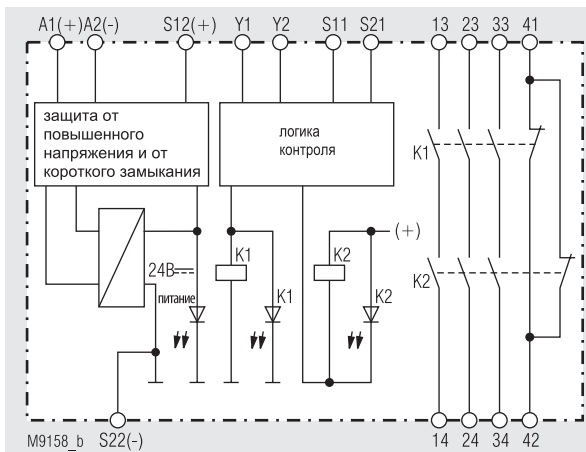 A1(+) A2(-) S12(+) Y1 Y2 S11 S21 13 23 33 41
защита от
повышенного
напряжения и от
короткого замыкания
логика
контроля
K1
24В
питание
K1
K1
K2
(+)
K2
K2
M9158_b S22(-) 14 24 34 42